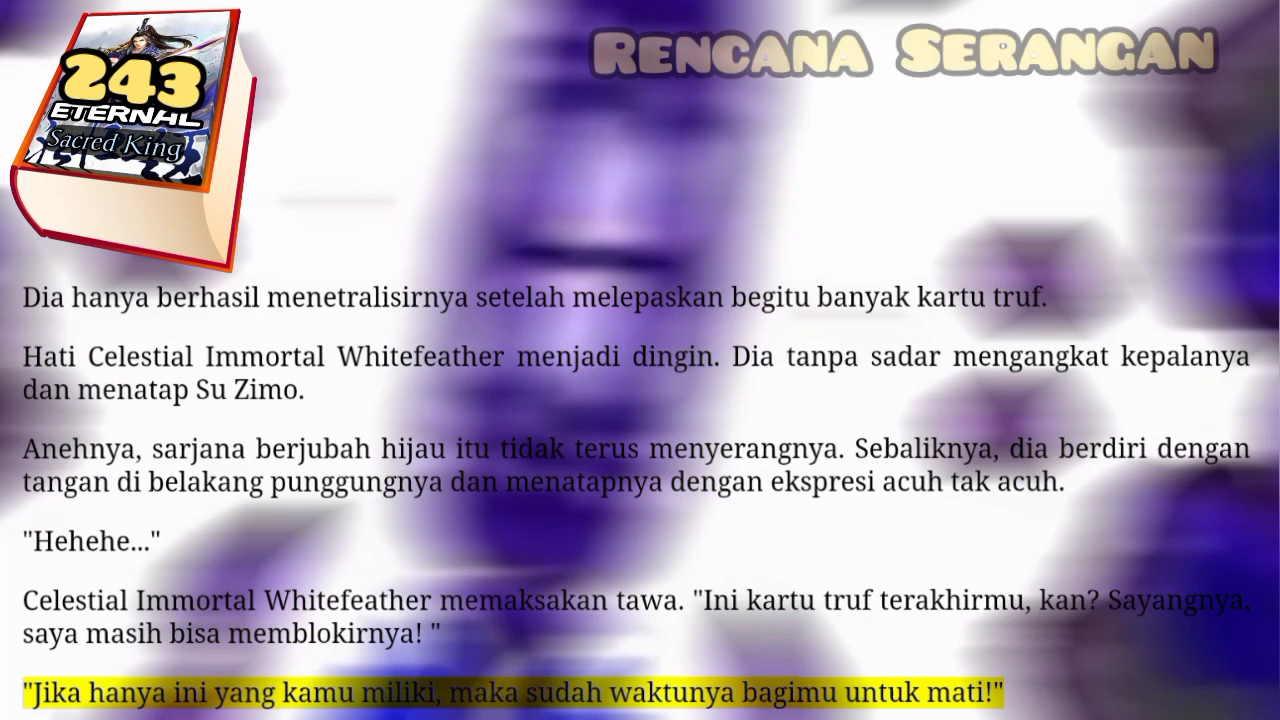 243
ETERNAL
Sacred King
RENCANA SERANGAN
Dia hanya berhasil menetralisirnya setelah melepaskan begitu banyak kartu truf.
Hati Celestial Immortal Whitefeather menjadi dingin. Dia tanpa sadar mengangkat kepalanya
dan menatap Su Zimo.
Anehnya, sarjana berjubah hijau itu tidak terus menyerangnya. Sebaliknya, dia berdiri dengan
tangan di belakang punggungnya dan menatapnya dengan ekspresi acuh tak acuh.
"Hehehe..."
Celestial Immortal Whitefeather memaksakan tawa. "Ini kartu truf terakhirmu, kan? Sayangnya,
saya masih bisa memblokirnya! "
"Jika hanya ini yang kamu miliki, maka sudah waktunya bagimu untuk mati!"